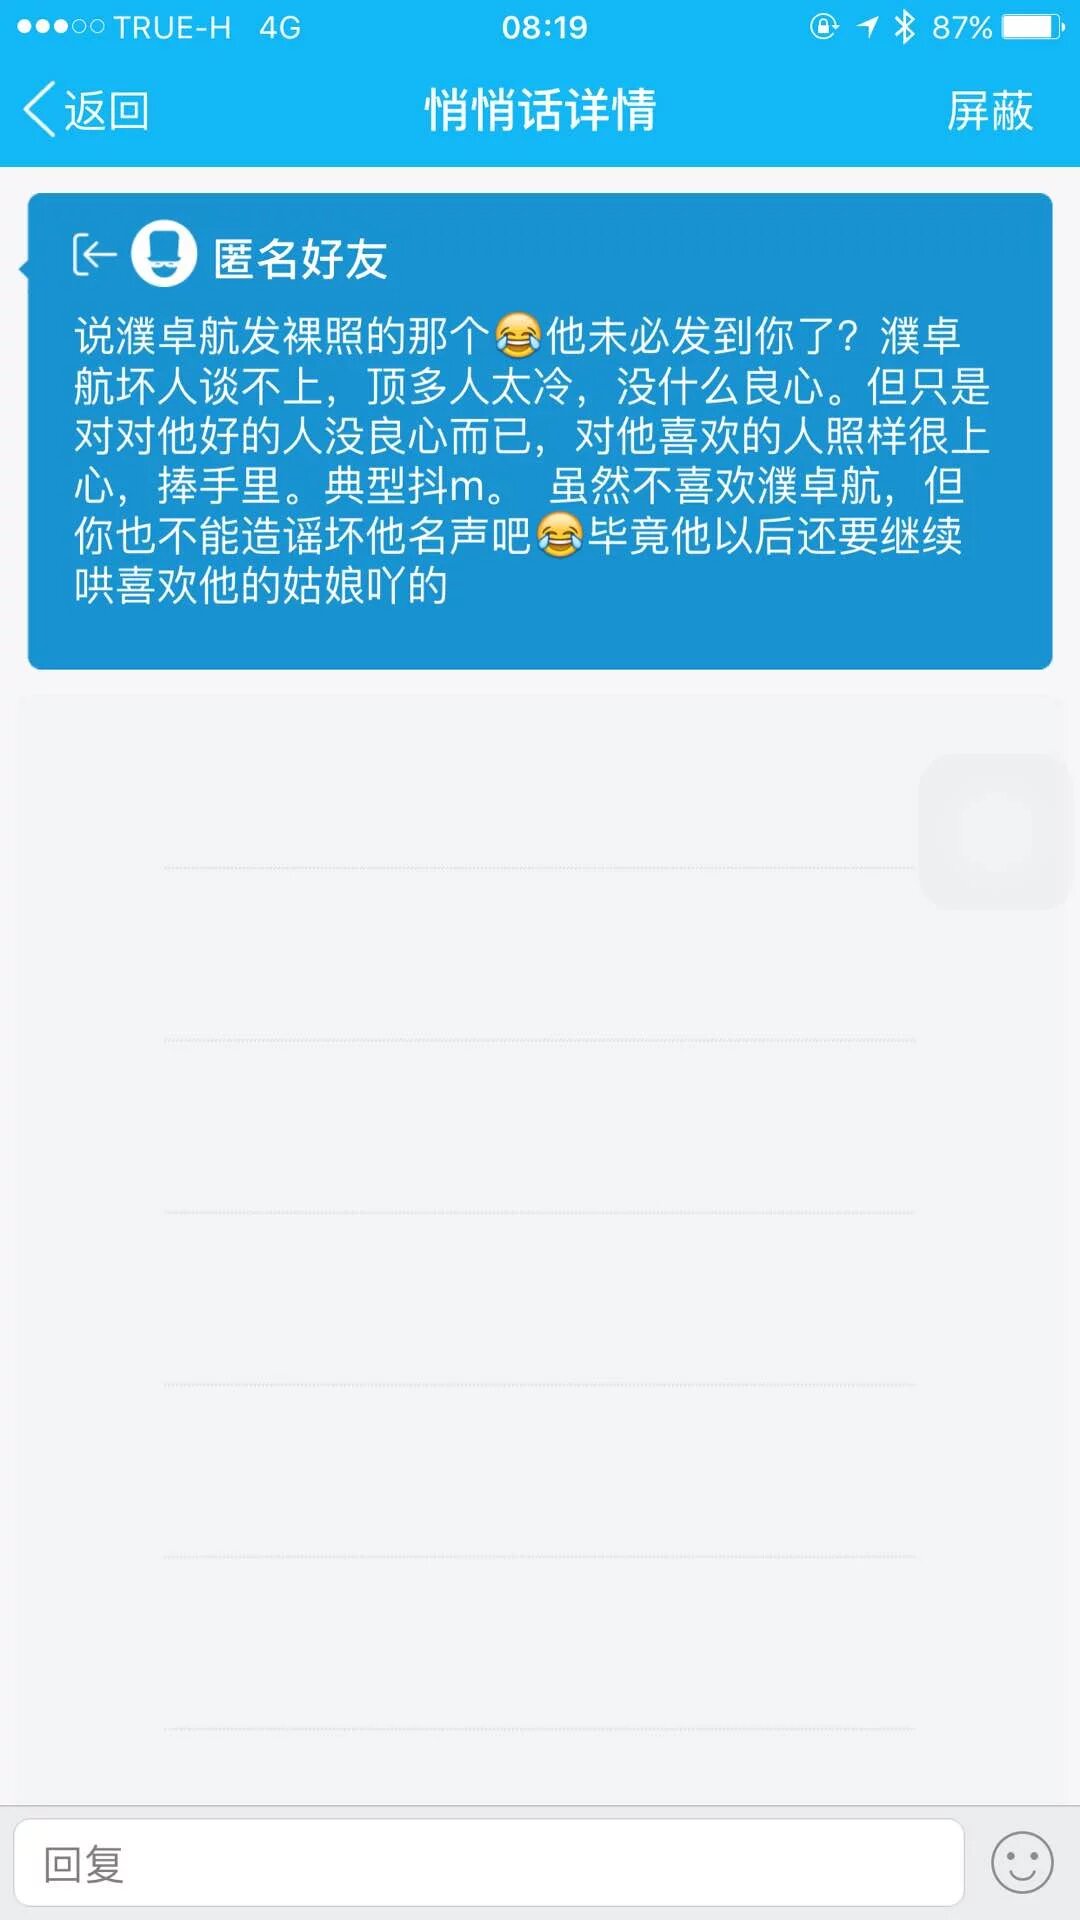 TRUE-H 4G 08:19 87%
返回 悄悄话详情 屏蔽
匿名好友
说濮卓航发裸照的那个😂他未必发到你了？濮卓
航坏人谈不上，顶多人太冷，没什么良心。但只是
对对他好的人没良心而已，对他喜欢的人照样很上
心，捧手里。典型抖m。 虽然不喜欢濮卓航，但
你也不能造谣坏他名声吧😂毕竟他以后还要继续
哄喜欢他的姑娘吖的
回复